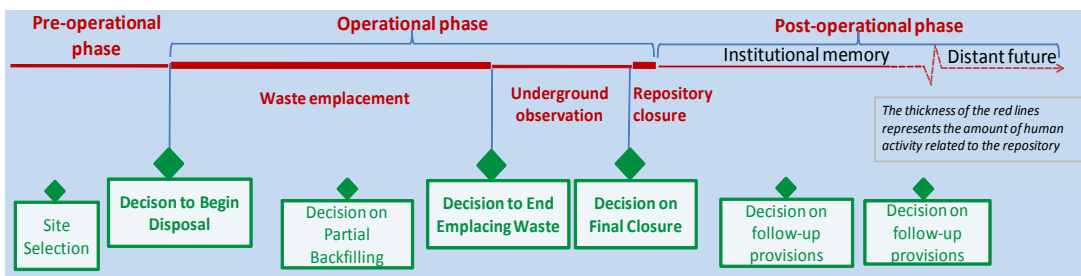 Pre-operational
phase
Operational phase
Post-operational phase
Institutional memory
Distant future
Waste emplacement
Underground
observation
Repository
closure
The thickness of the red lines
represents the amount of human
activity related to the repository
Site
Selection
Decison to Begin
Disposal
Decision on
Partial
Backfilling
Decision to End
Emplacing Waste
Decision on
Final Closure
Decision on
follow-up
provisions
Decision on
follow-up
provisions